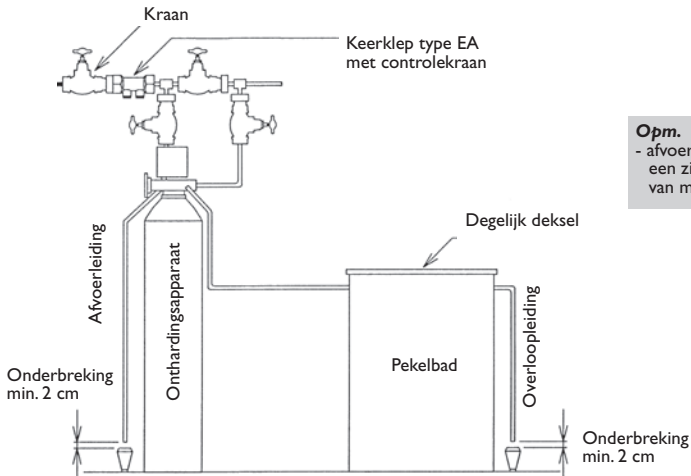 Kraan
Keerklep type EA
met controlekraan
Opm.
- afvoer
een zi
van m
Degelijk deksel
Afvoerleiding
Onthardingsapparaat
Pekelbad
Overloopleiding
Onderbreking
min. 2 cm
Onderbreking
min. 2 cm